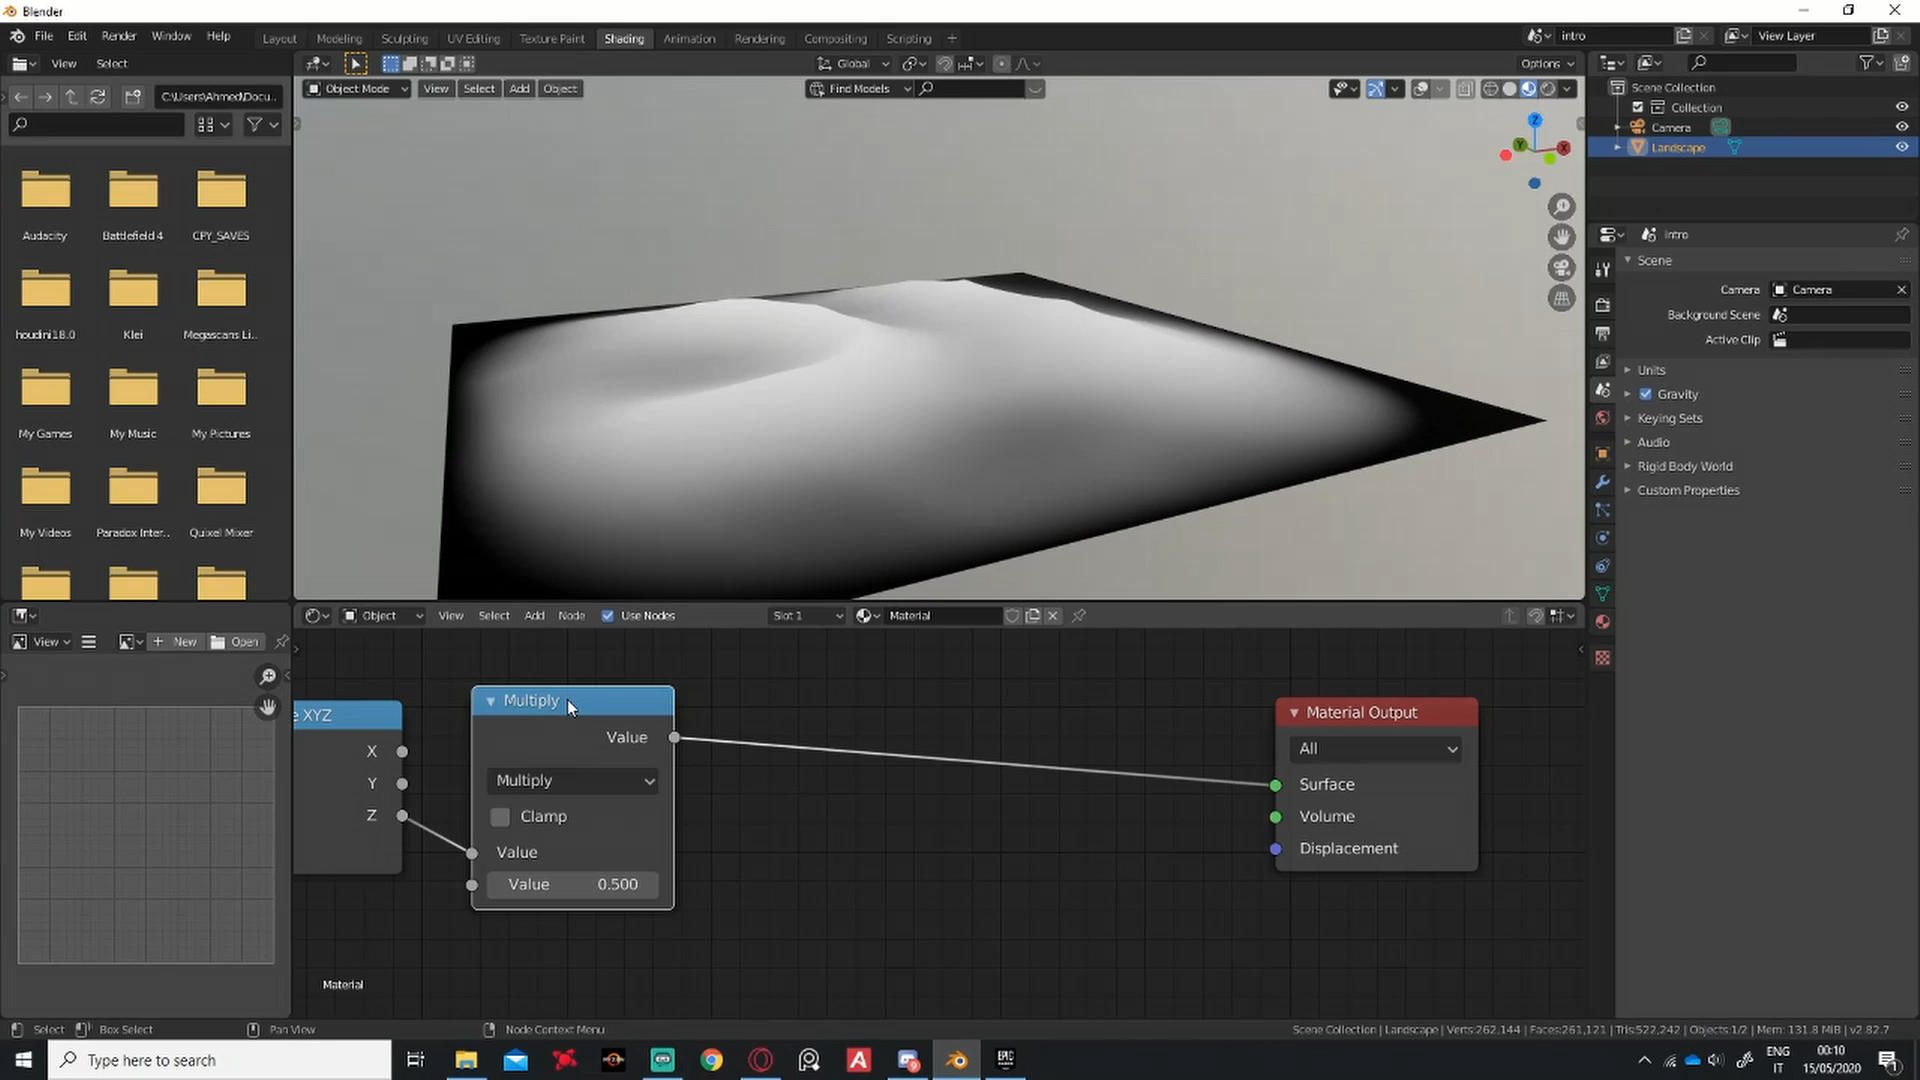 Blender
File Edit Render Window Help
Layout Modeling Sculpting UV Editing Texture Paint Shading Animation Rendering Compositing Scripting +
intro View Layer
View Select
Global Options
C:\Users\Ahmed\Docu..
Object Mode View Select Add Object Find Models
Scene Collection
Collection
Camera
Landscape
Z
Y
X
Audacity Battlefield 4 CPY_SAVES
houdini18.0 Klei Megascans Li..
My Games My Music My Pictures
My Videos Paradox Inter.. Quixel Mixer
intro
Scene
Camera Camera
Background Scene
Active Clip
Units
Gravity
Keying Sets
Audio
Rigid Body World
Custom Properties
Object View Select Add Node Use Nodes Slot 1 Material
View New Open
e XYZ
X
Y
Z
Multiply
Value
Multiply
Clamp
Value
Value 0.500
Material Output
All
Surface
Volume
Displacement
Material
Select Box Select Pan View Node Context Menu
Scene Collection | Landscape | Verts:262,144 | Faces:261,121 | Tris:522,242 | Objects:1/2 | Mem: 131.8 MiB | v2.82.7
Type here to search
EPIC
ENG
IT
00:10
15/05/2020